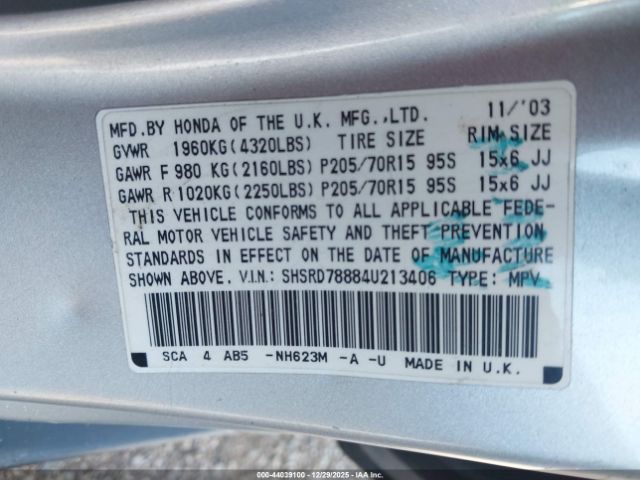 MFD.BY HONDA OF THE U.K. MFG.,LTD. 11/'03
GVWR 1960KG(4320LBS) TIRE SIZE RIM SIZE
GAWR F 980 KG(2160LBS) P205/70R15 95S 15x6 JJ
GAWR R 1020KG(2250LBS) P205/70R15 95S 15x6 JJ
THIS VEHICLE CONFORMS TO ALL APPLICABLE FEDE-
RAL MOTOR VEHICLE SAFETY AND THEFT PREVENTION
STANDARDS IN EFFECT ON THE DATE OF MANUFACTURE
SHOWN ABOVE. V.I.N: SHSRD78884U213406 TYPE: MPV
SCA 4 AB5 -NH623M -A -U MADE IN U.K.
000-44039100 - 12/29/2025 - IAA Inc.